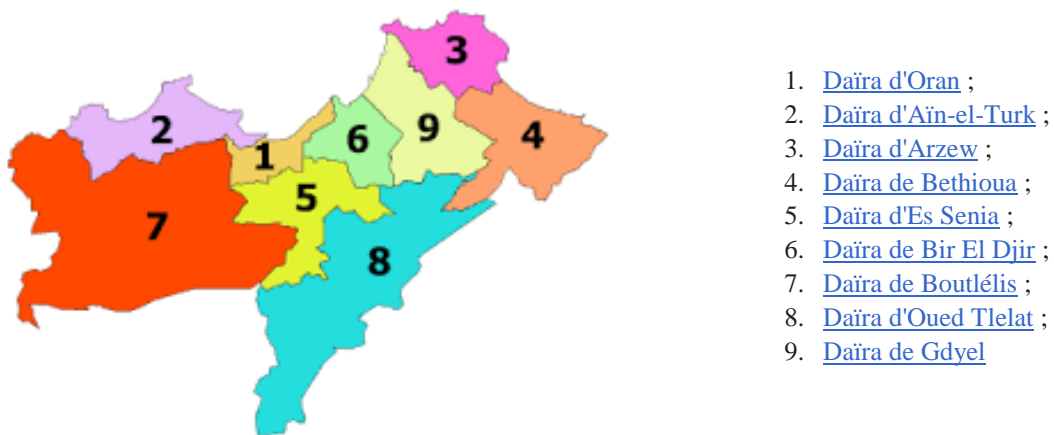 3
2
9
4
6
1
5
7
8
1. Daïra d'Oran ;
2. Daïra d'Aïn-el-Turk ;
3. Daïra d'Arzew ;
4. Daïra de Bethioua ;
5. Daïra d'Es Senia ;
6. Daïra de Bir El Djir ;
7. Daïra de Boutlélis ;
8. Daïra d'Oued Tlelat ;
9. Daïra de Gdyel